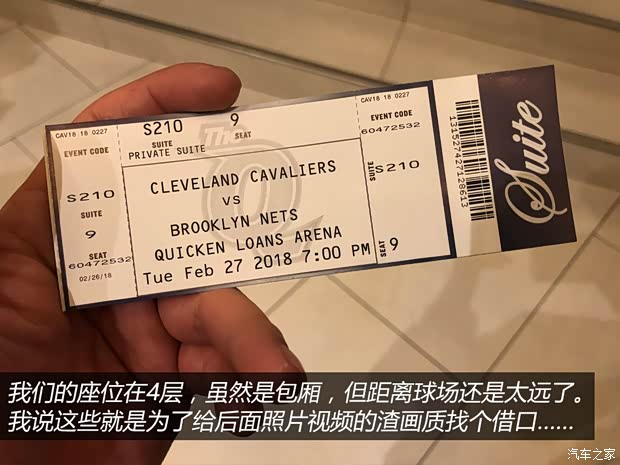 CAV18 18 0227
EVENT CODE
S210
SUITE
9
SEAT
60472532
02/26/18
S210
SUITE
9
SEAT
PRIVATE SUITE
The
Q
CLEVELAND CAVALIERS
VS
BROOKLYN NETS
QUICKEN LOANS ARENA
Tue Feb 27 2018 7:00 PM
CAV18 18 0227
EVENT CODE
60472532
SUITE
S210
SEAT
9
131527427128613
Suite
我们的座位在4层，虽然是包厢，但距离球场还是太远了。
我说这些就是为了给后面照片视频的渣画质找个借口......
汽车之家